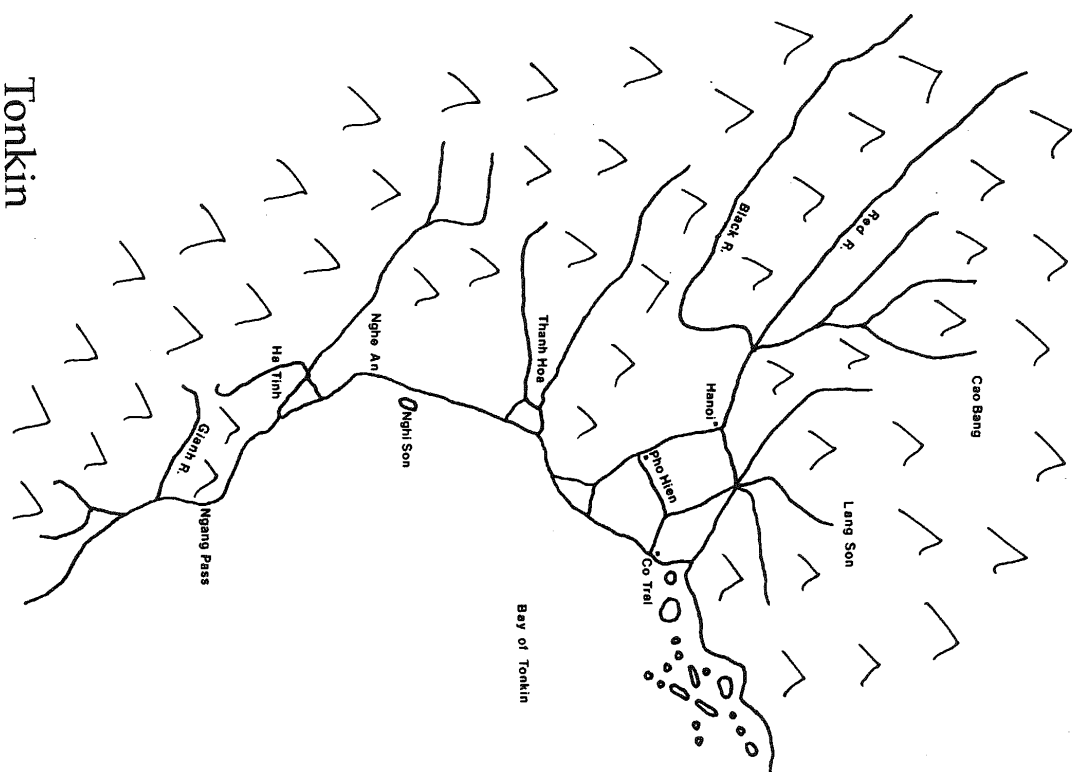 Tonkin
Black R.
Red R.
Cao Bang
Lang Son
Hanoi
Pho Hien
Co Trai
Thanh Hoa
Nghe An
Nghi Son
Ha Tinh
Gianh R.
Ngang Pass
Bay of Tonkin